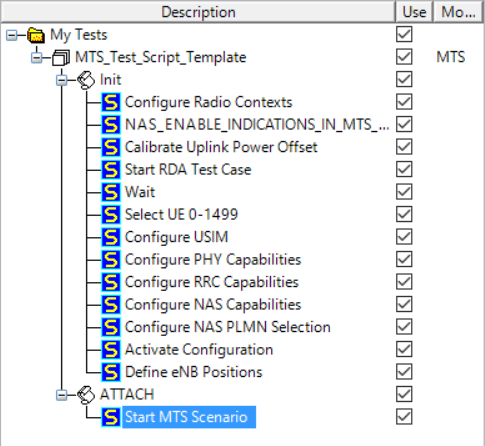 Description Use Mo...
My Tests
MTS_Test_Script_Template MTS
Init
Configure Radio Contexts
NAS_ENABLE_INDICATIONS_IN_MTS_...
Calibrate Uplink Power Offset
Start RDA Test Case
Wait
Select UE 0-1499
Configure USIM
Configure PHY Capabilities
Configure RRC Capabilities
Configure NAS Capabilities
Configure NAS PLMN Selection
Activate Configuration
Define eNB Positions
ATTACH
Start MTS Scenario